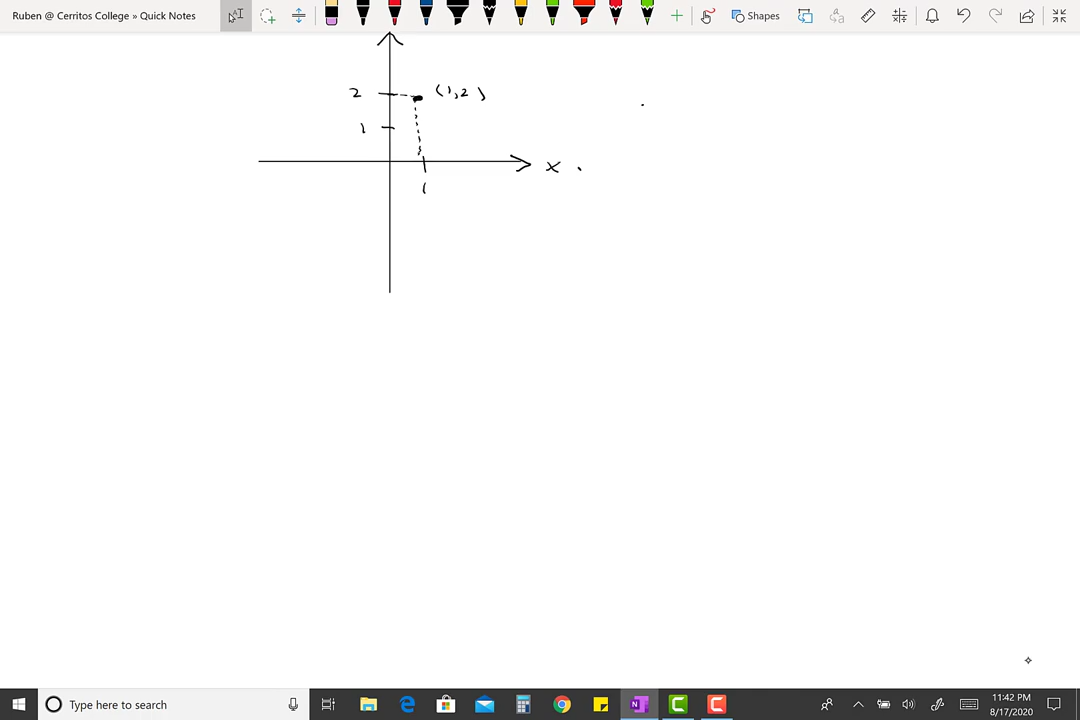 Ruben @ Cerritos College » Quick Notes
Shapes
2 (1,2)
1
x
1
Type here to search
11:42 PM
8/17/2020